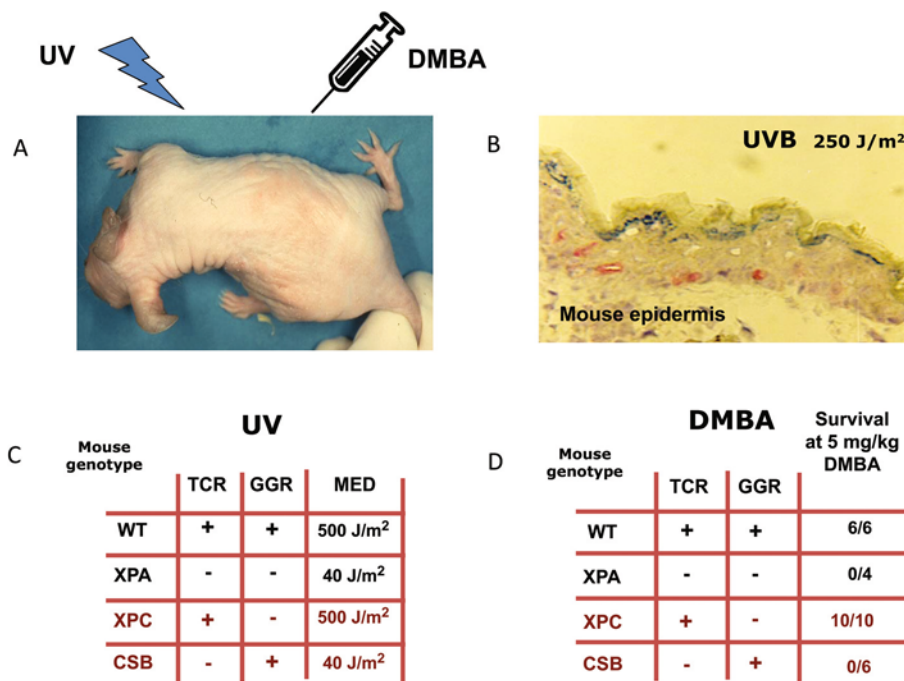 UV
DMBA
A
B
UVB 250 J/m²
Mouse epidermis
C
UV
Mouse genotype
TCR GGR MED
WT + + 500 J/m²
XPA - - 40 J/m²
XPC + - 500 J/m²
CSB - + 40 J/m²
D
DMBA
Survival
at 5 mg/kg
DMBA
Mouse genotype
TCR GGR
WT + + 6/6
XPA - - 0/4
XPC + - 10/10
CSB - + 0/6